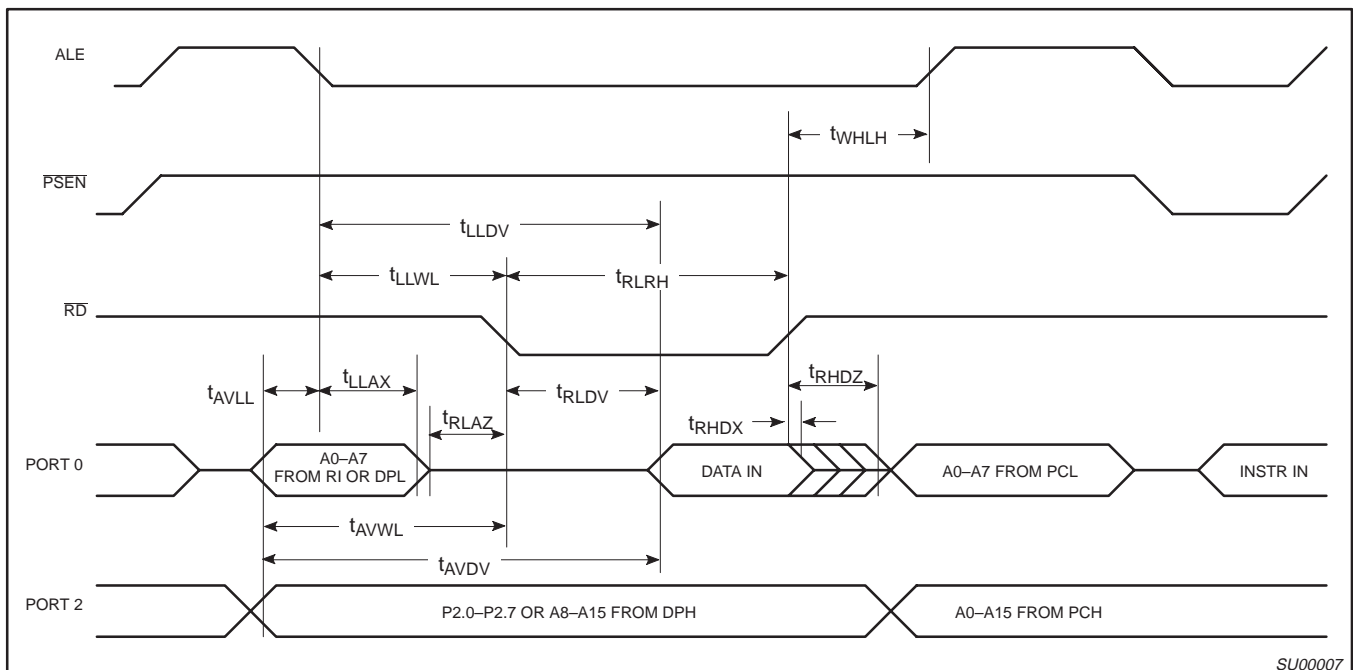 ALE
tWHLH
PSEN
tLLDV
tLLWL
tRLRH
RD
tAVLL
tLLAX
tRLDV
tRHDZ
tRLAZ
tRHDX
PORT 0
A0–A7
FROM RI OR DPL
DATA IN
A0–A7 FROM PCL
INSTR IN
tAVWL
tAVDV
PORT 2
P2.0–P2.7 OR A8–A15 FROM DPH
A0–A15 FROM PCH
SU00007